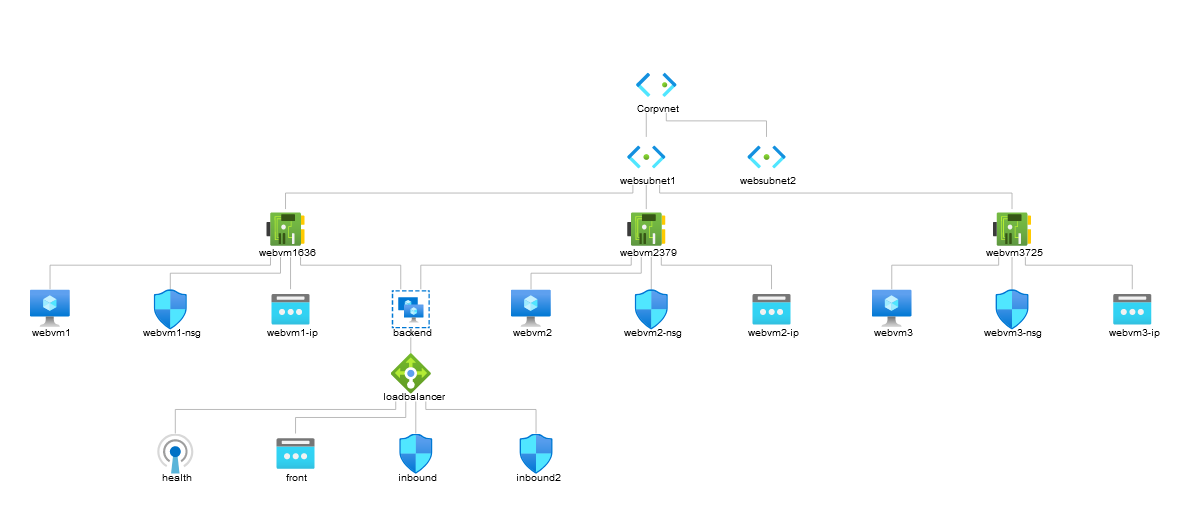 Corpvnet
websubnet1
websubnet2
webvm1636
webvm2379
webvm3725
webvm1
webvm1-nsg
webvm1-ip
backend
webvm2
webvm2-nsg
webvm2-ip
webvm3
webvm3-nsg
webvm3-ip
loadbalancer
health
front
inbound
inbound2